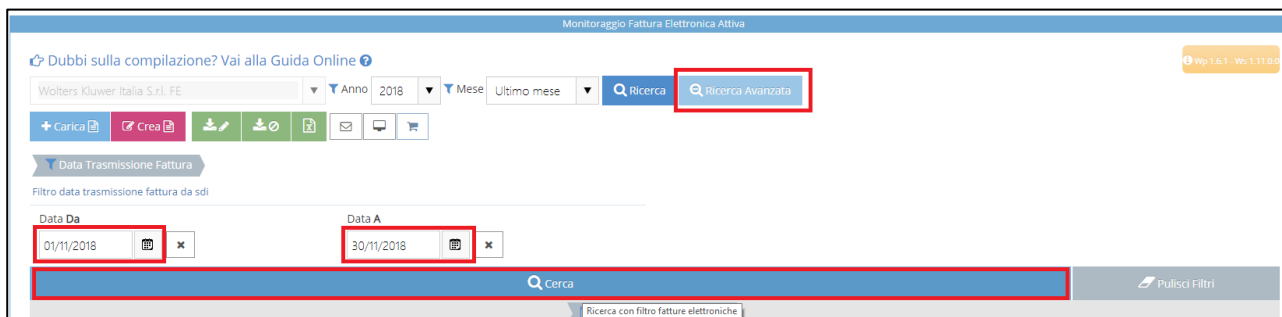 Monitoraggio Fattura Elettronica Attiva
Dubbi sulla compilazione? Vai alla Guida Online
Wp 1.6.1 - Ws 1.11.0.9
Wolters Kluwer Italia S.r.l. FE Anno 2018 Mese Ultimo mese Ricerca Ricerca Avanzata
Carica Crea
Data Trasmissione Fattura
Filtro data trasmissione fattura da sdi
Data Da Data A
01/11/2018 30/11/2018
Cerca Pulisci Filtri
Ricerca con filtro fatture elettroniche